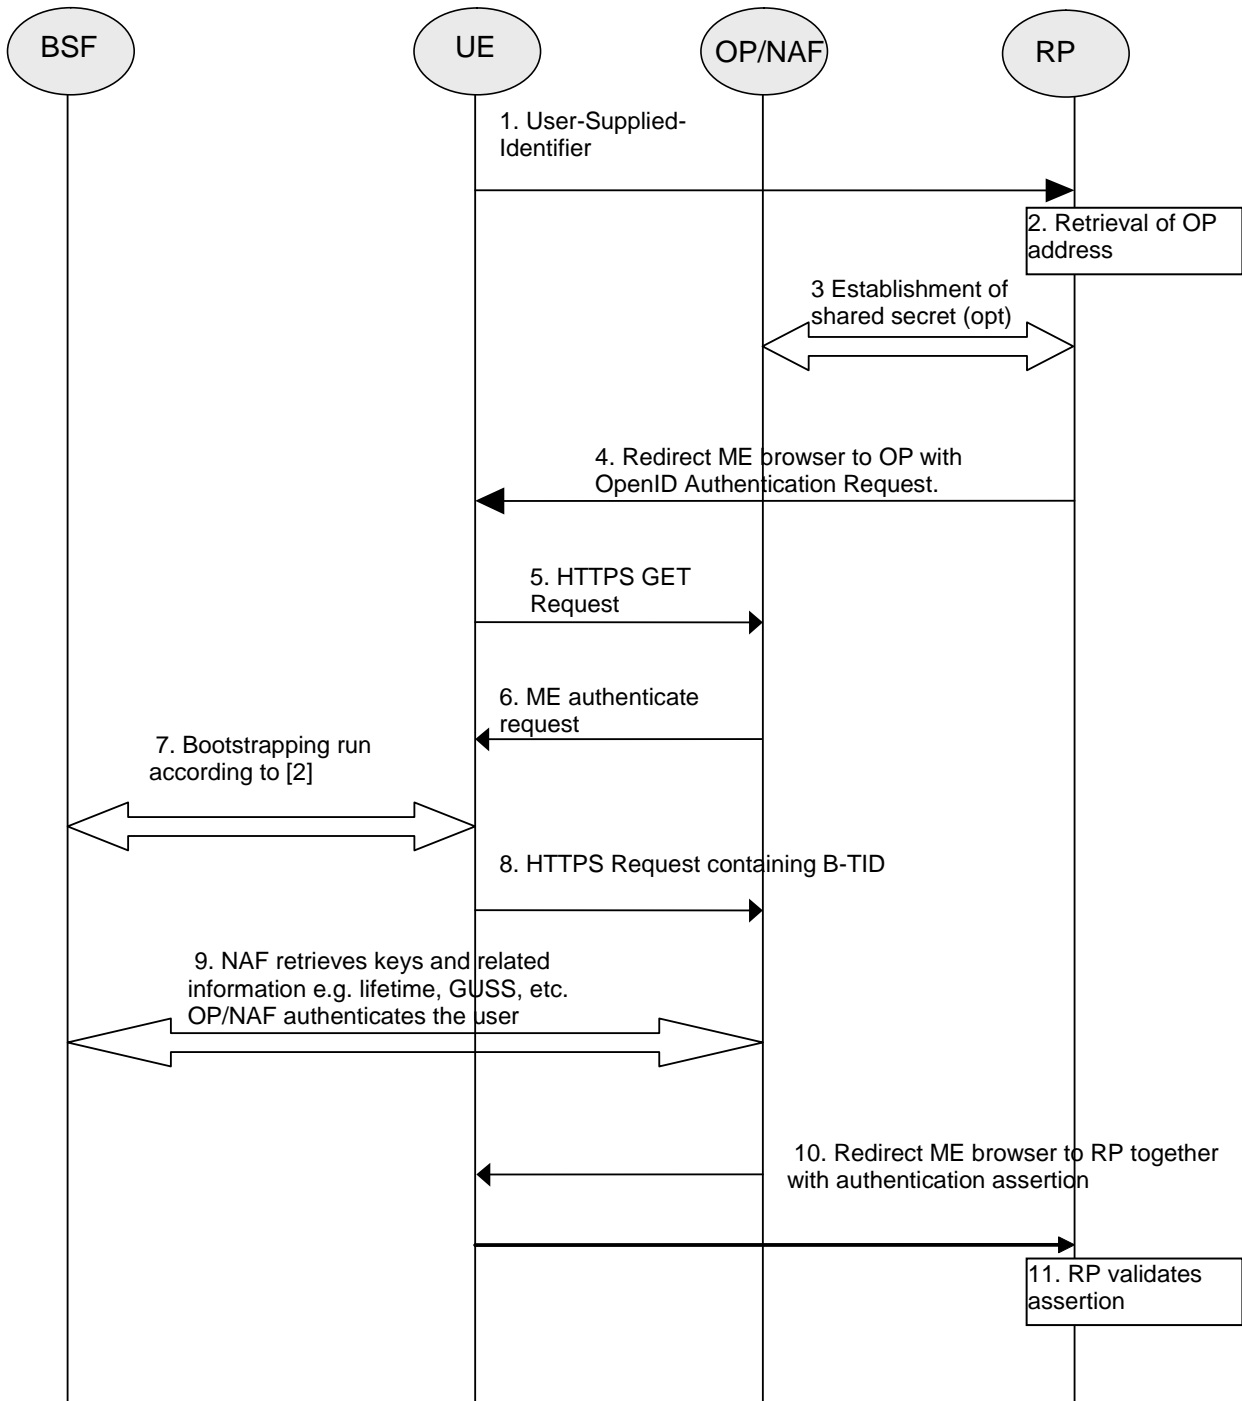 BSF
UE
OP/NAF
RP
1. User-Supplied-
Identifier
2. Retrieval of OP
address
3 Establishment of
shared secret (opt)
4. Redirect ME browser to OP with
OpenID Authentication Request.
5. HTTPS GET
Request
6. ME authenticate
request
7. Bootstrapping run
according to [2]
8. HTTPS Request containing B-TID
9. NAF retrieves keys and related
information e.g. lifetime, GUSS, etc.
OP/NAF authenticates the user
10. Redirect ME browser to RP together
with authentication assertion
11. RP validates
assertion